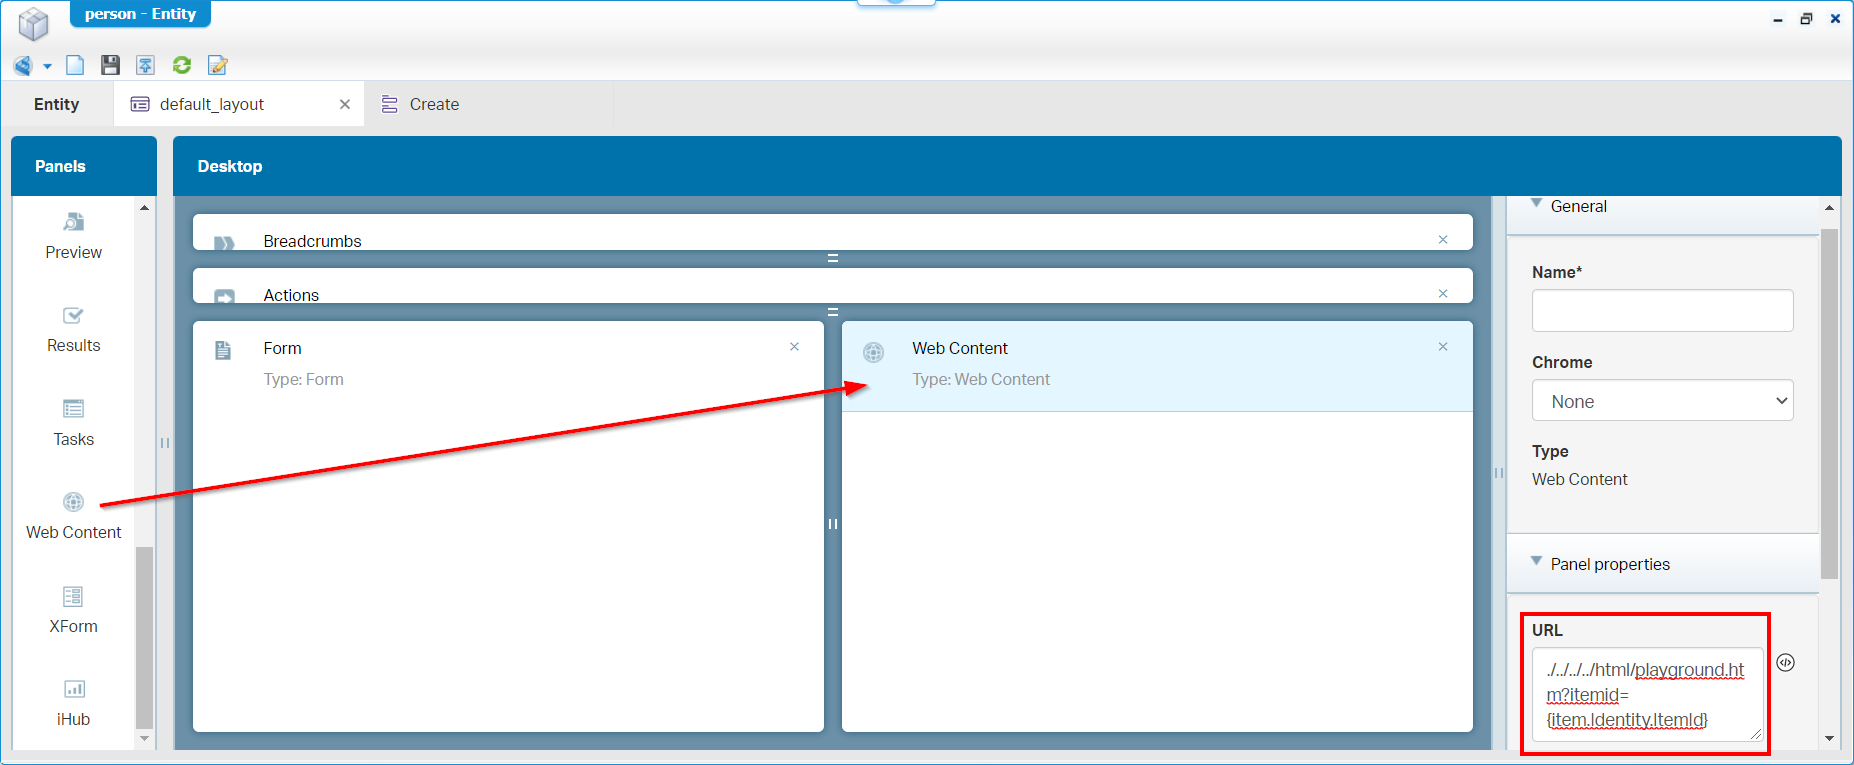 person - Entity
Entity
default_layout
Create
Panels
Desktop
Preview
Results
Tasks
Web Content
XForm
iHub
Breadcrumbs
Actions
Form
Type: Form
Web Content
Type: Web Content
General
Name*
Chrome
None
Type
Web Content
Panel properties
URL
./../../../html/playground.ht
m?itemid=
{item.Identity.ItemId}